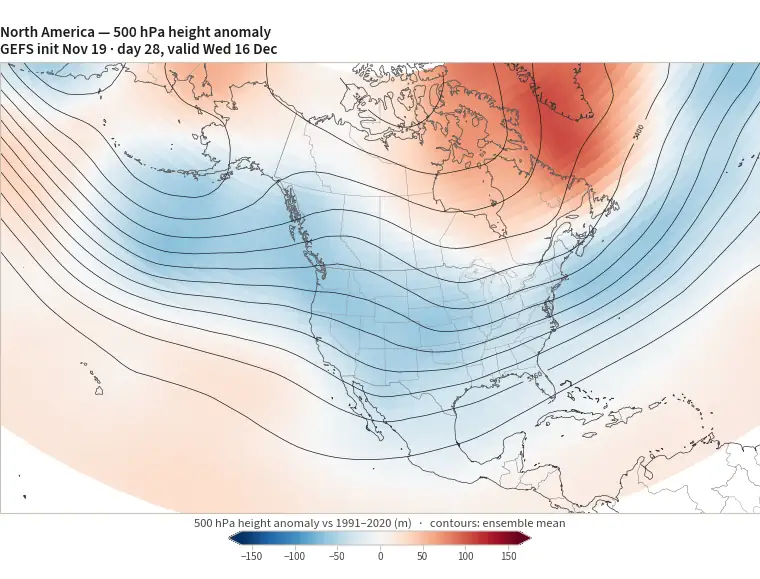 North America — 500 hPa height anomaly
GEFS init Nov 19 · day 28, valid Wed 16 Dec
5400
500 hPa height anomaly vs 1991–2020 (m) · contours: ensemble mean
−150 −100 −50 0 50 100 150